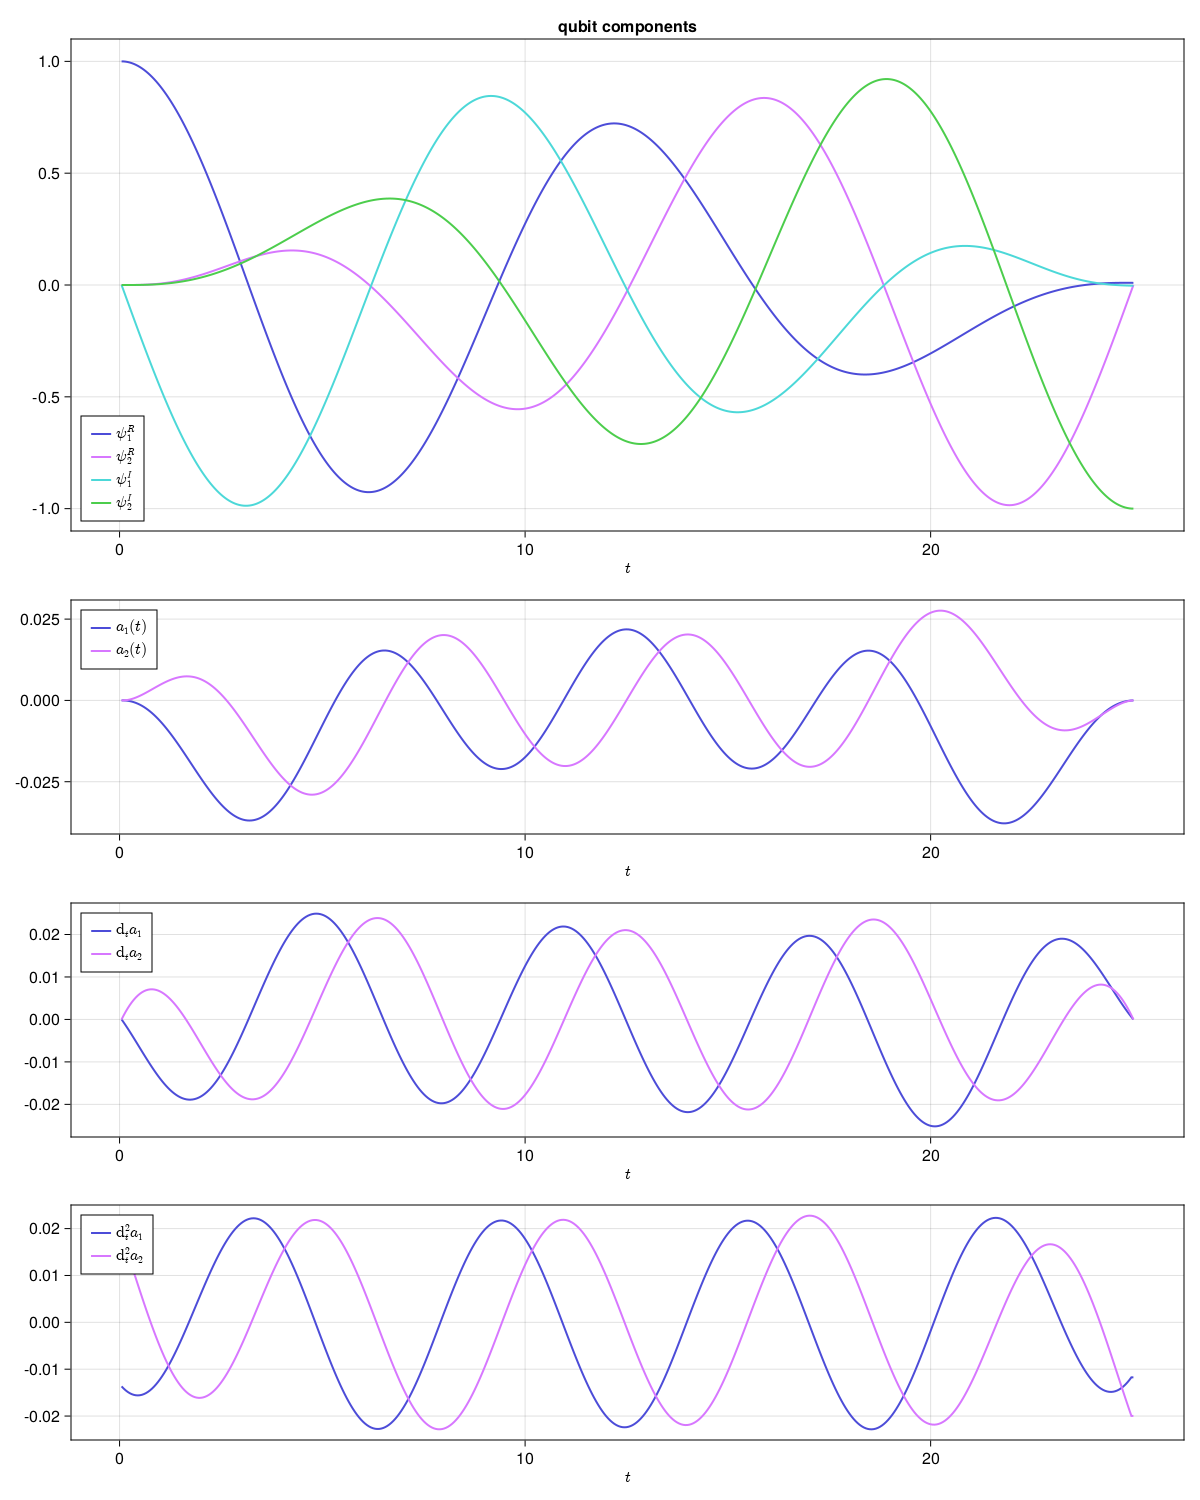 qubit components
1.0
0.5
0.0
-0.5
-1.0
ψ₁ᴿ
ψ₂ᴿ
ψ₁ᴵ
ψ₂ᴵ
0 10 20
t
0.025
0.000
-0.025
a₁(t)
a₂(t)
0 10 20
t
0.02
0.01
0.00
-0.01
-0.02
dₜa₁
dₜa₂
0 10 20
t
0.02
0.01
0.00
-0.01
-0.02
dₜ²a₁
dₜ²a₂
0 10 20
t